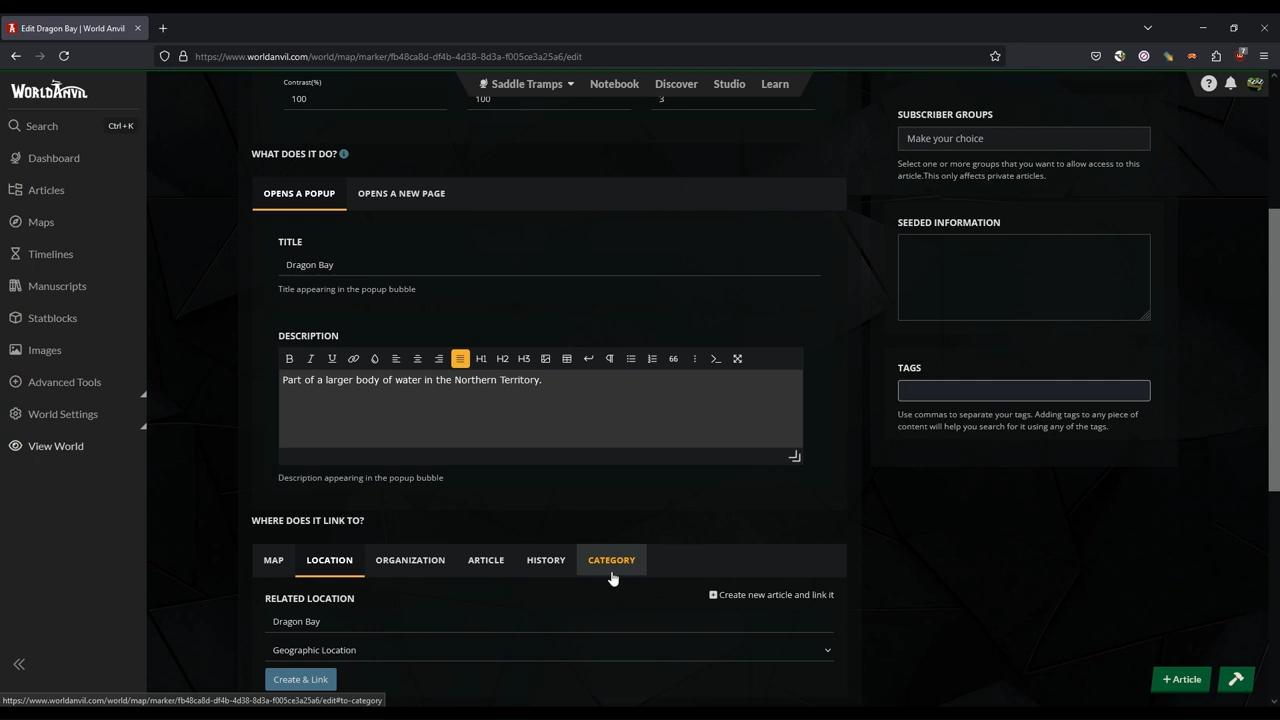 Edit Dragon Bay | World Anvil
https://www.worldanvil.com/world/map/marker/fb48ca8d-df4b-4d38-8d3a-f005ce3a25a6/edit
7
WORLDANVIL
Saddle Tramps
Notebook
Discover
Studio
Learn
Search
Ctrl+K
Dashboard
Articles
Maps
Timelines
Manuscripts
Statblocks
Images
Advanced Tools
World Settings
View World
Contrast(%)
100
100
3
WHAT DOES IT DO?
OPENS A POPUP
OPENS A NEW PAGE
TITLE
Dragon Bay
Title appearing in the popup bubble
DESCRIPTION
B I U H1 H2 H3 66
Part of a larger body of water in the Northern Territory.
Description appearing in the popup bubble
WHERE DOES IT LINK TO?
MAP
LOCATION
ORGANIZATION
ARTICLE
HISTORY
CATEGORY
Create new article and link it
RELATED LOCATION
Dragon Bay
Geographic Location
Create & Link
SUBSCRIBER GROUPS
Make your choice
Select one or more groups that you want to allow access to this
article.This only affects private articles.
SEEDED INFORMATION
TAGS
Use commas to separate your tags. Adding tags to any piece of
content will help you search for it using any of the tags.
+ Article
https://www.worldanvil.com/world/map/marker/fb48ca8d-df4b-4d38-8d3a-f005ce3a25a6/edit#to-category